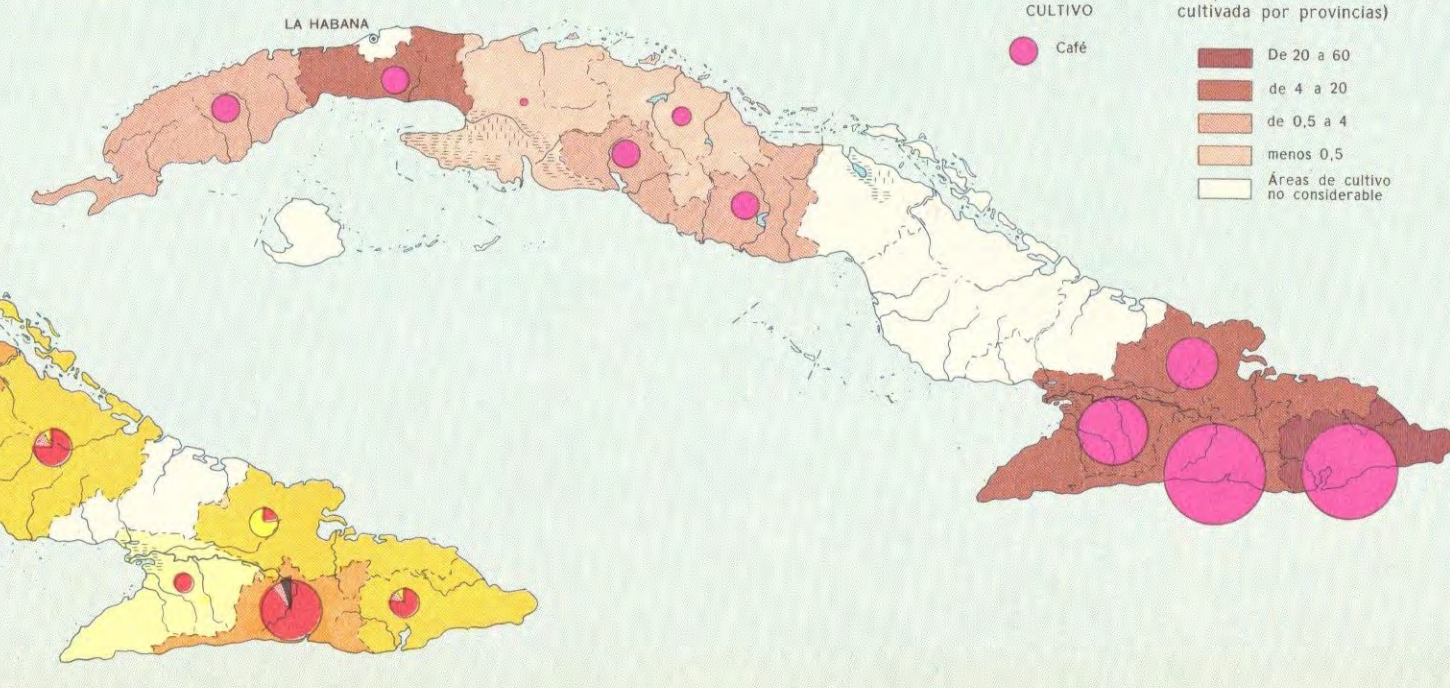 LA HABANA
CULTIVO
Café
cultivada por provincias)
De 20 a 60
de 4 a 20
de 0,5 a 4
menos 0,5
Áreas de cultivo
no considerable